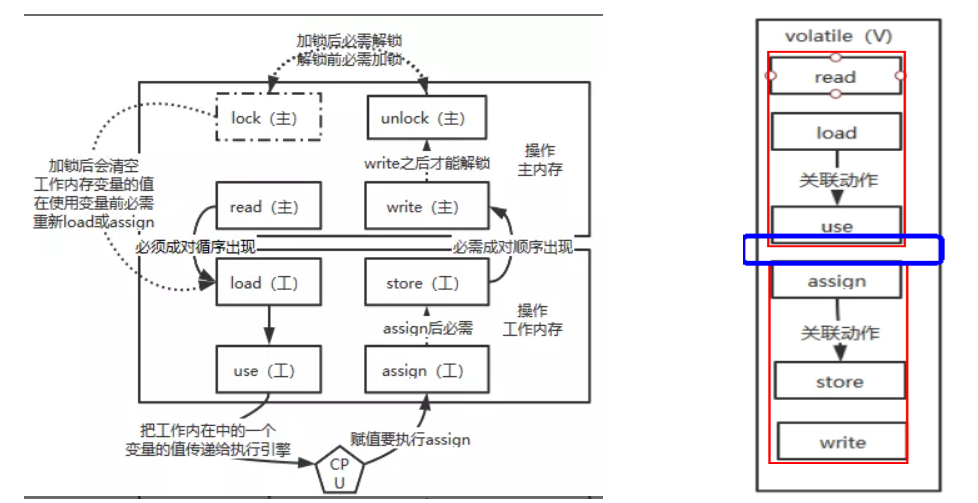 加锁后必需解锁
解锁前必需加锁
lock（主）
unlock（主）
操作
主内存
加锁后会清空
工作内存变量的值
在使用变量前必需
重新load或assign
write之后才能解锁
read（主）
write（主）
必须成对循序出现
必需成对顺序出现
load（工）
store（工）
操作
工作内存
assign后必需
use（工）
assign（工）
把工作内在中的一个
变量的值传递给执行引擎
赋值要执行assign
CP
U
volatile（V）
read
load
关联动作
use
assign
关联动作
store
write